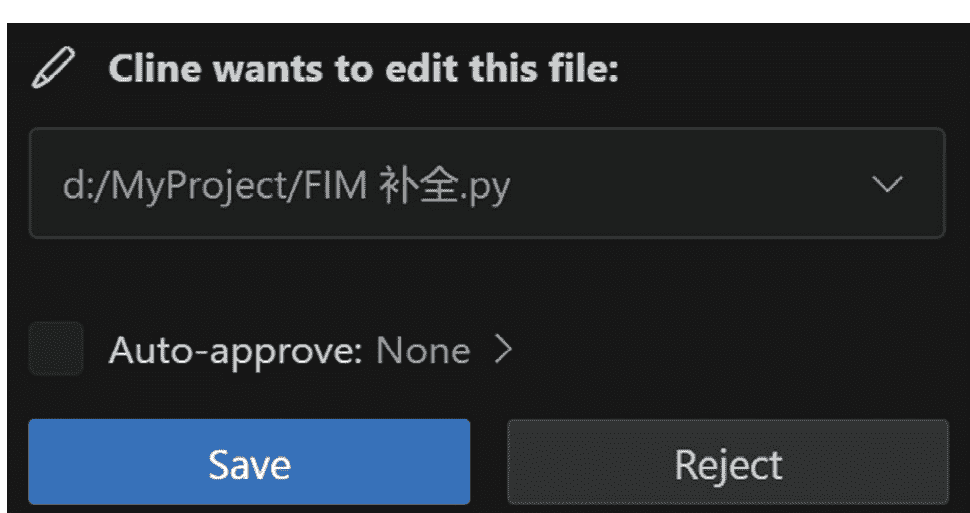 Cline wants to edit this file:
d:/MyProject/FIM 补全.py
Auto-approve: None
Save
Reject